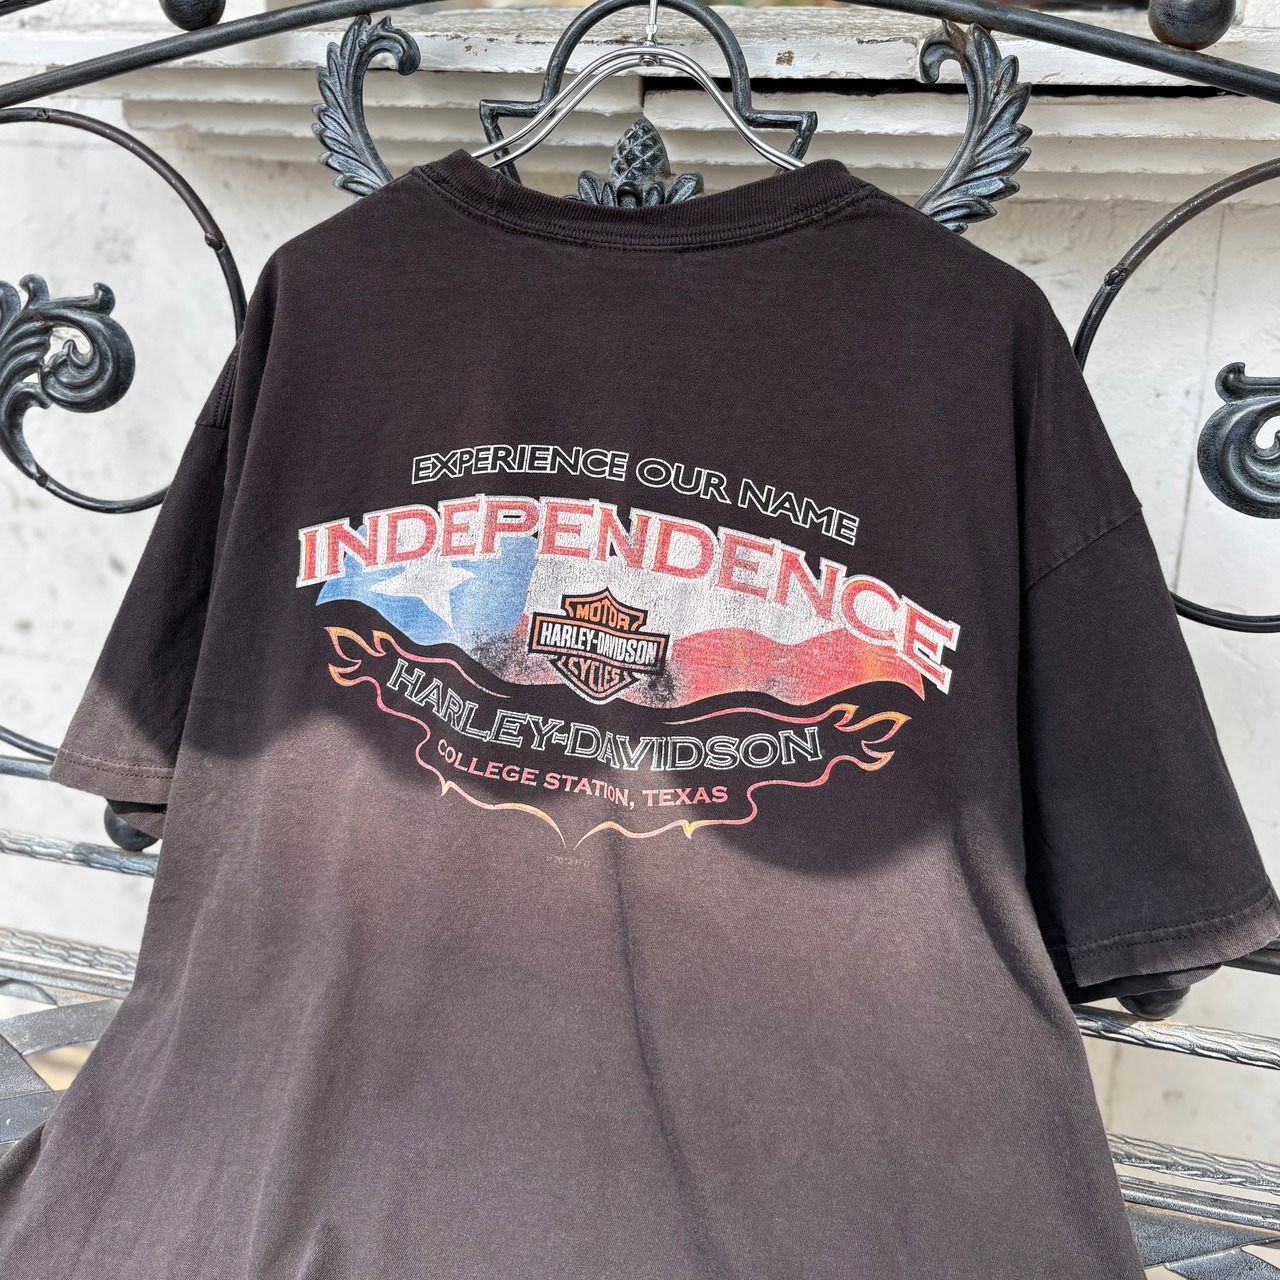 EXPERIENCE OUR NAME
INDEPENDENCE
MOTOR
HARLEY-DAVIDSON
CYCLES
HARLEY-DAVIDSON
COLLEGE STATION, TEXAS